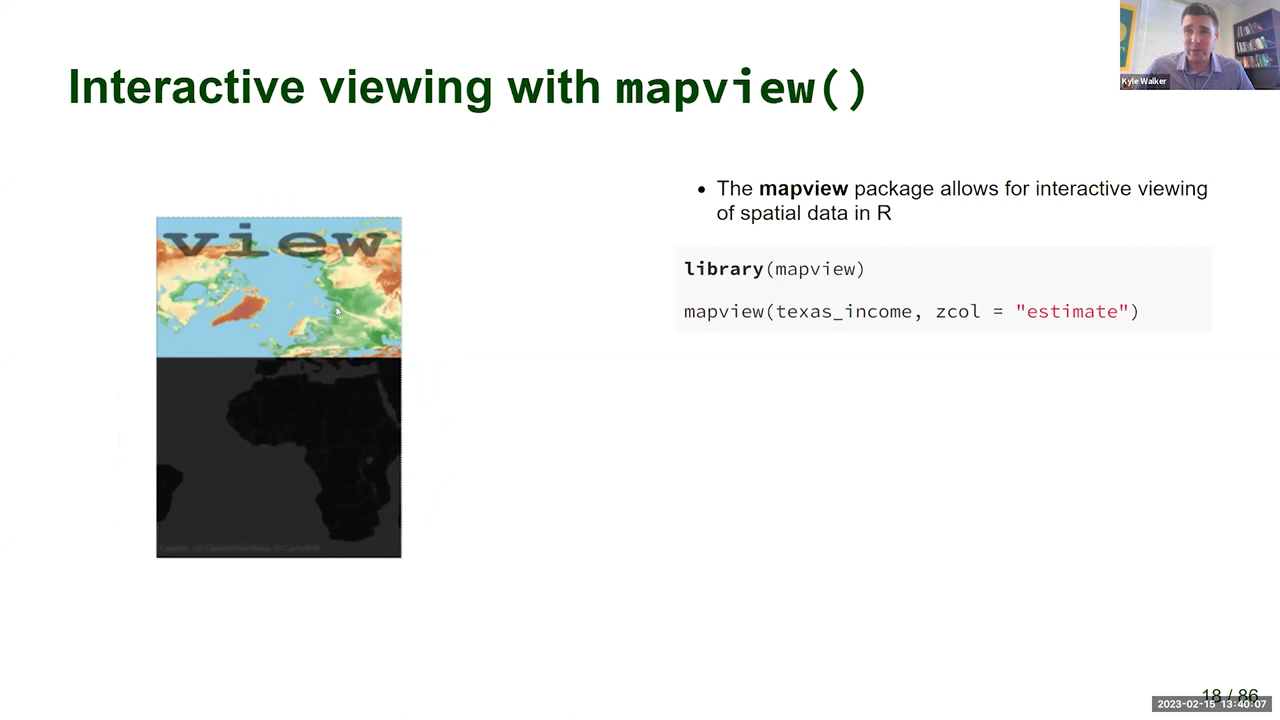 Interactive viewing with mapview()
Kyle Walker
view
• The mapview package allows for interactive viewing
of spatial data in R
library(mapview)
mapview(texas_income, zcol = "estimate")
18 / 86
2023-02-15 13:40:07